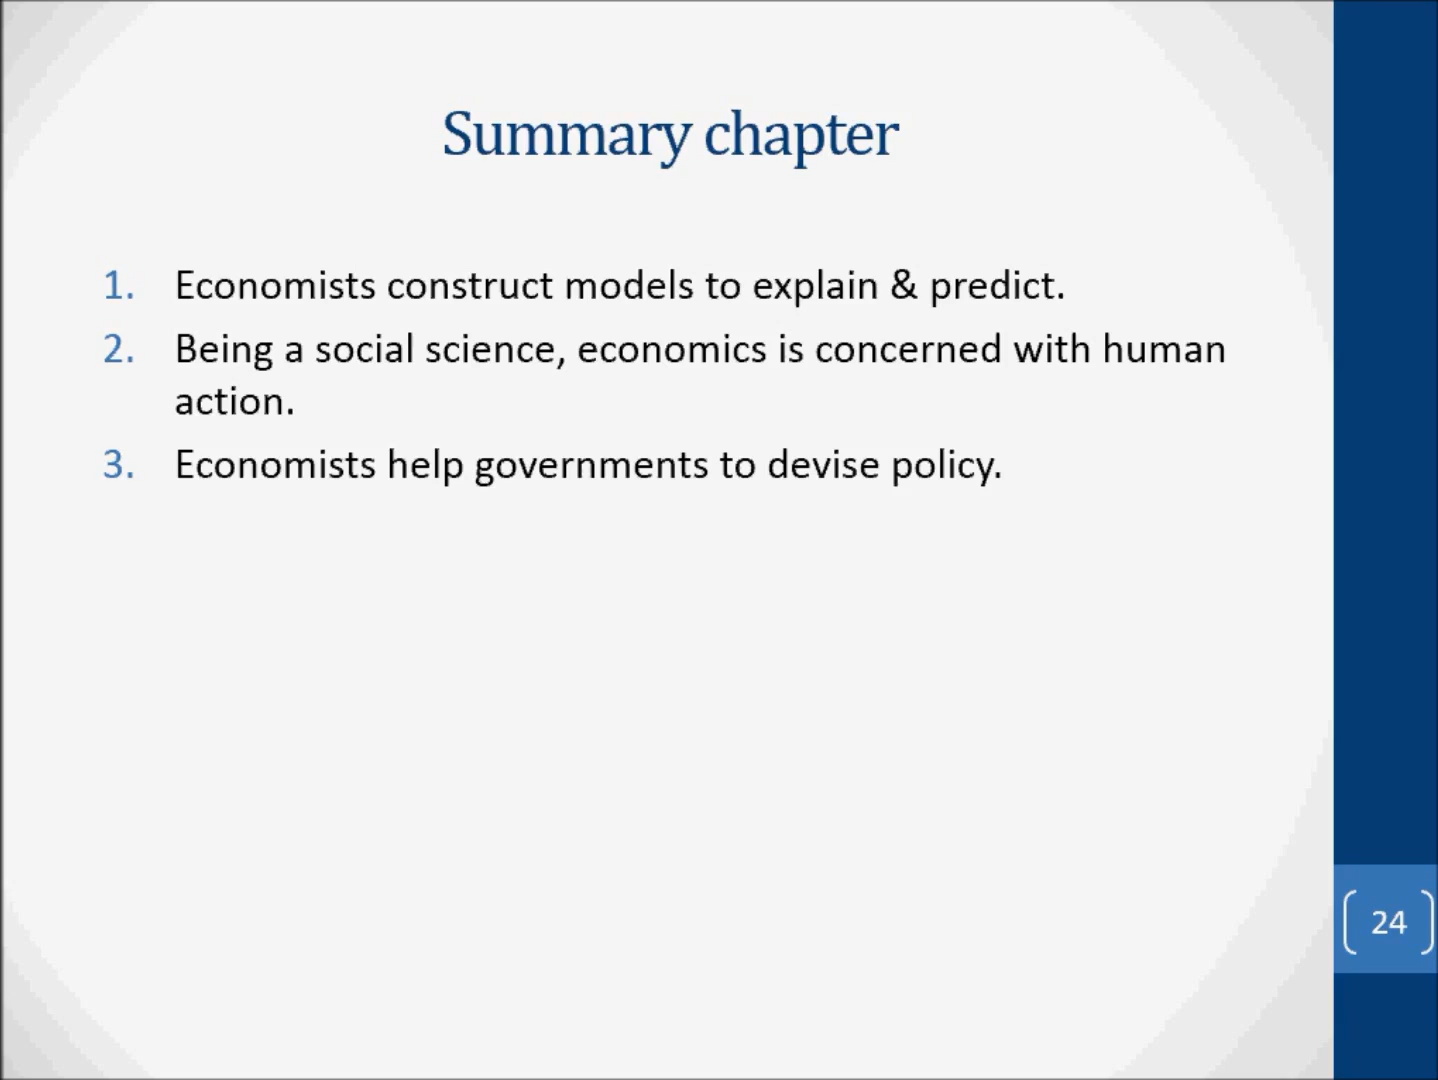 Summary chapter
1. Economists construct models to explain & predict.
2. Being a social science, economics is concerned with human
action.
3. Economists help governments to devise policy.
24